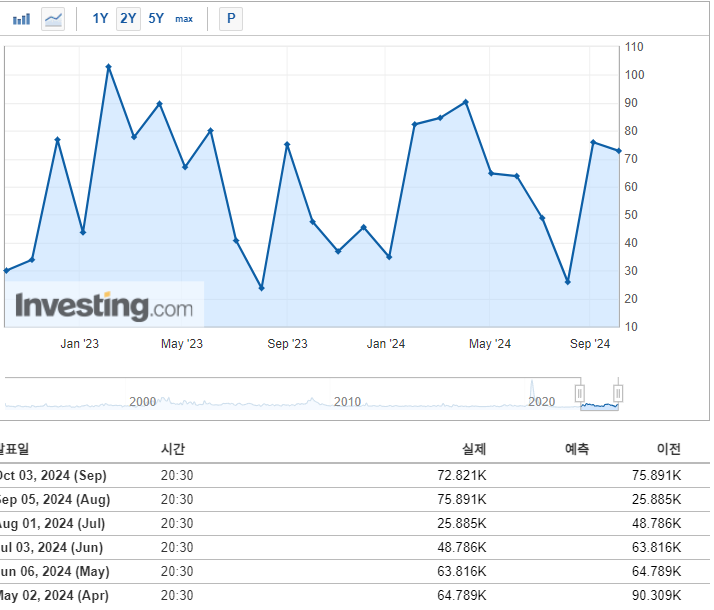 1Y 2Y 5Y max P
110
100
90
80
70
60
50
40
30
20
10
Investing.com
Jan '23 May '23 Sep '23 Jan '24 May '24 Sep '24
2000 2010 2020
발표일 시간 실제 예측 이전
Oct 03, 2024 (Sep) 20:30 72.821K 75.891K
Sep 05, 2024 (Aug) 20:30 75.891K 25.885K
Aug 01, 2024 (Jul) 20:30 25.885K 48.786K
Jul 03, 2024 (Jun) 20:30 48.786K 63.816K
Jun 06, 2024 (May) 20:30 63.816K 64.789K
May 02, 2024 (Apr) 20:30 64.789K 90.309K